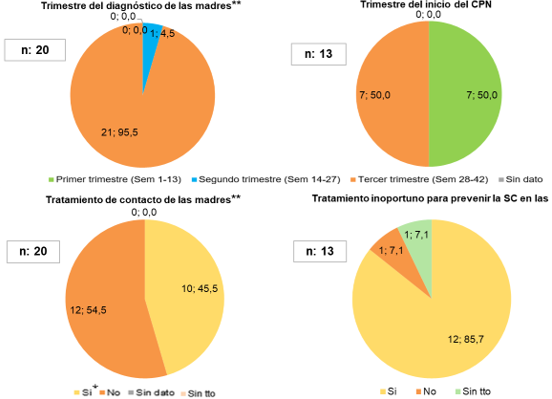 Trimestre del diagnóstico de las madres**
0; 0,0
0; 0,0
1; 4,5
n: 20
21; 95,5
Trimestre del inicio del CPN
0; 0,0
n: 13
7; 50,0
7; 50,0
Primer trimestre (Sem 1-13) Segundo trimestre (Sem 14-27) Tercer trimestre (Sem 28-42) Sin dato
Tratamiento de contacto de las madres**
0; 0,0
n: 20
10; 45,5
12; 54,5
Si* No Sin dato Sin tto
Tratamiento inoportuno para prevenir la SC en las
1; 7,1
1; 7,1
n: 13
12; 85,7
Si No Sin tto